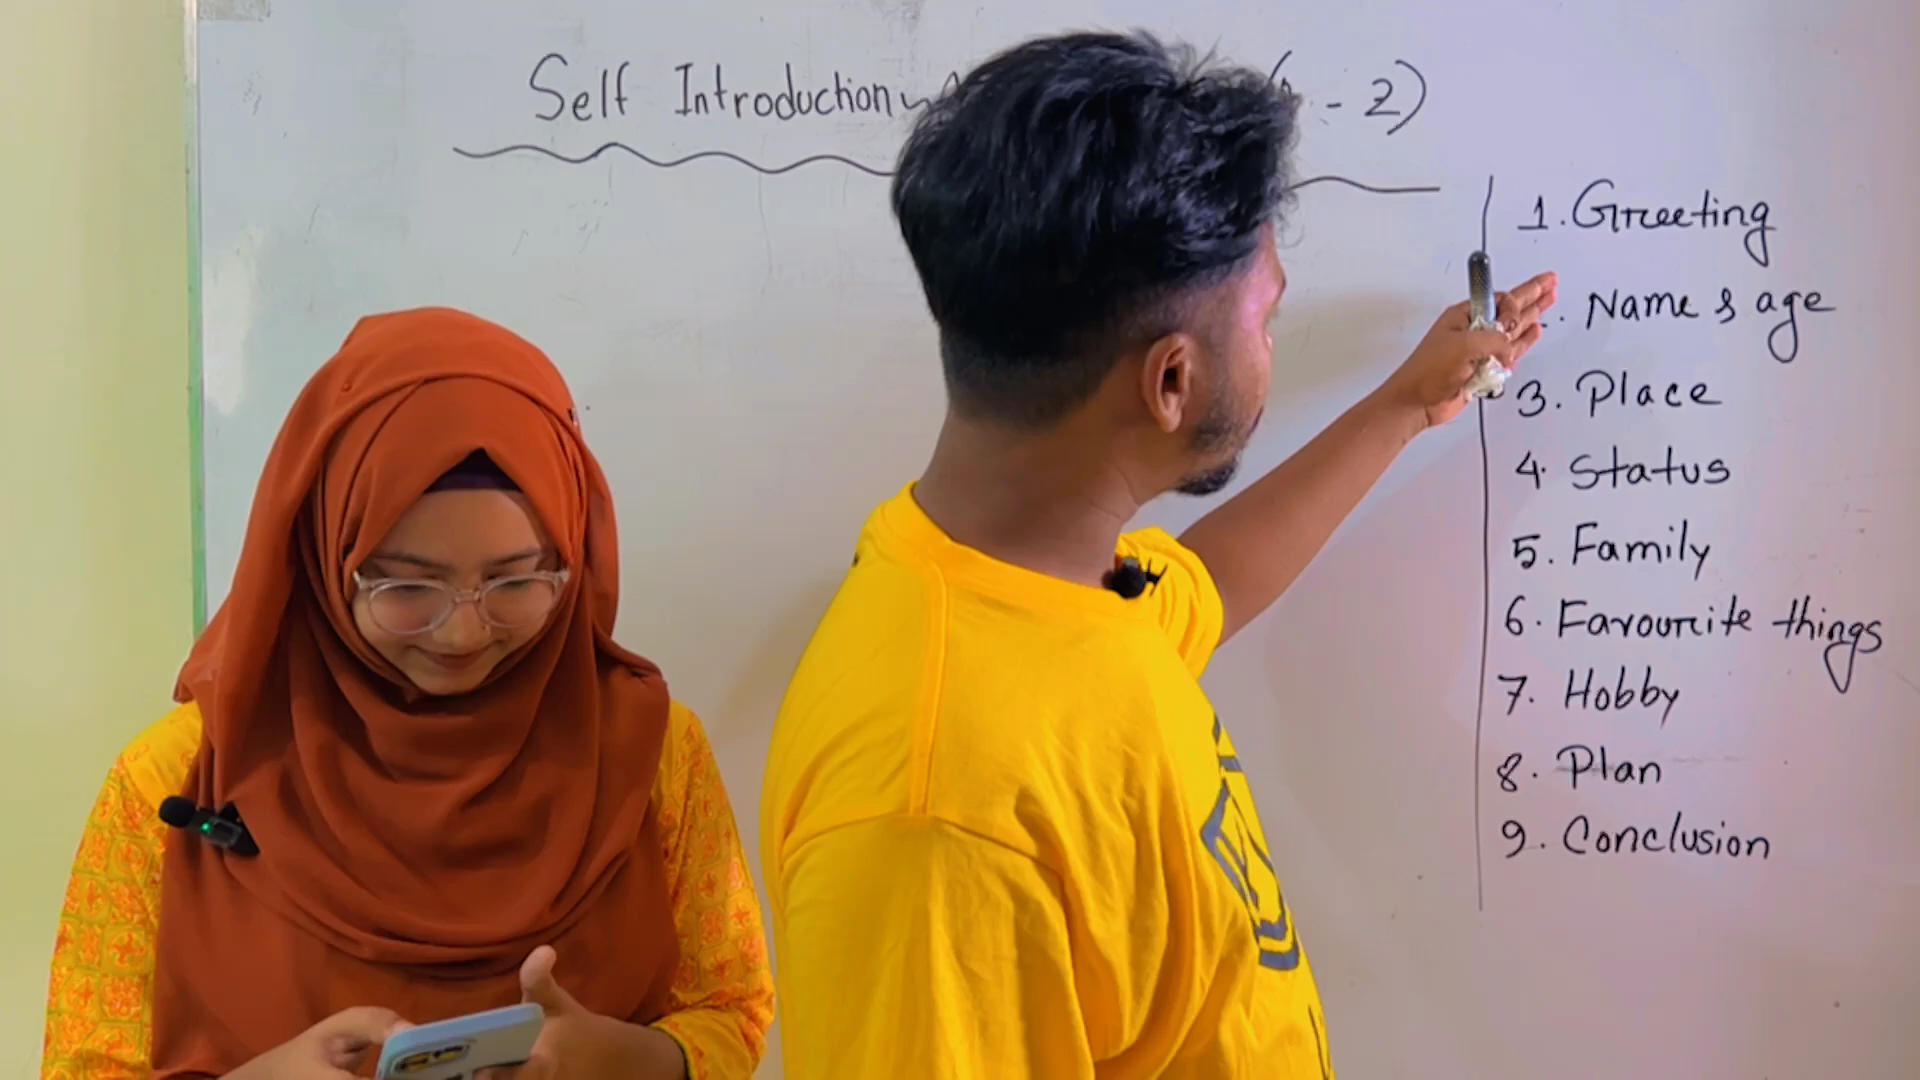 Self Introduction - Z)
1. Greeting
. Name & age
3. Place
4. Status
5. Family
6. Favourite things
7. Hobby
8. Plan
9. Conclusion